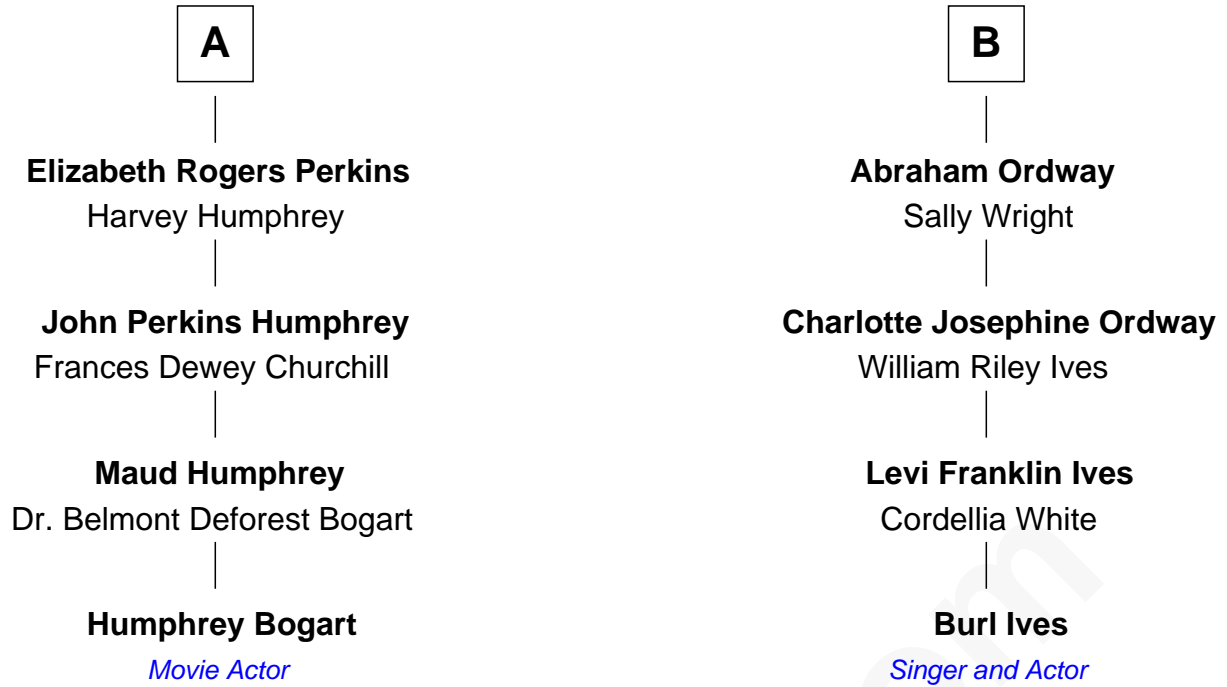 A
Elizabeth Rogers Perkins
Harvey Humphrey
John Perkins Humphrey
Frances Dewey Churchill
Maud Humphrey
Dr. Belmont Deforest Bogart
Humphrey Bogart
Movie Actor
B
Abraham Ordway
Sally Wright
Charlotte Josephine Ordway
William Riley Ives
Levi Franklin Ives
Cordellia White
Burl Ives
Singer and Actor
om